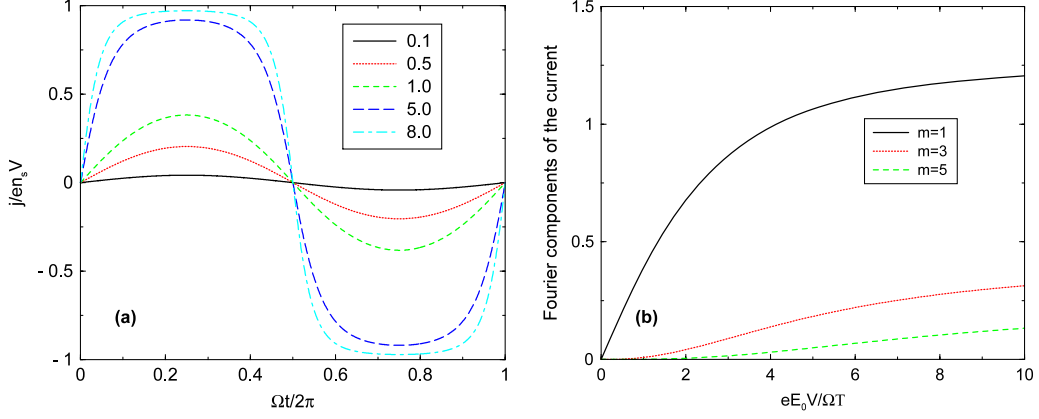 1
0.5
0
- 0.5
- 1
j/en_sV
0.1
0.5
1.0
5.0
8.0
(a)
0 0.2 0.4 0.6 0.8 1
Ωt/2π
1.5
1
0.5
0
Fourier components of the current
m=1
m=3
m=5
(b)
0 2 4 6 8 10
eE_0V/ΩT